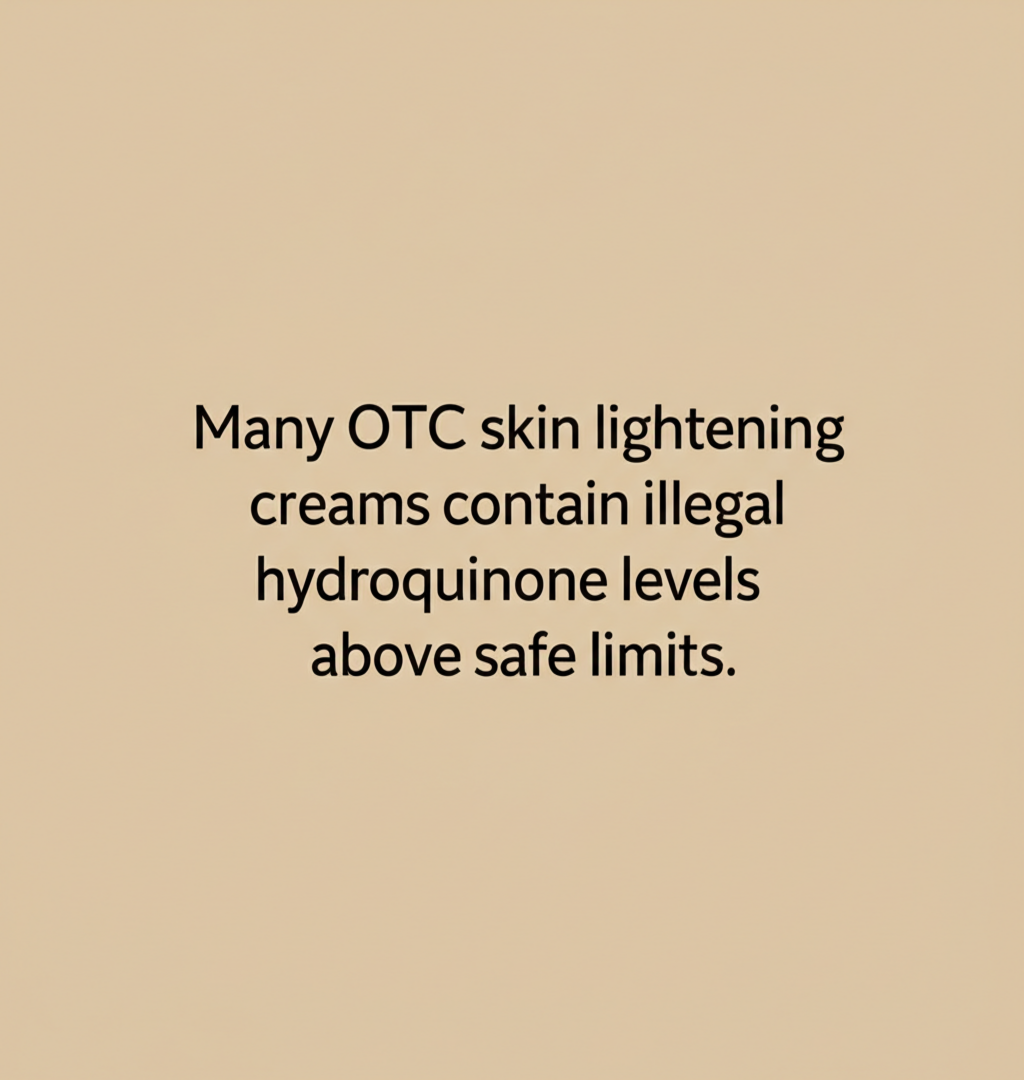 Many OTC skin lightening
creams contain illegal
hydroquinone levels
above safe limits.